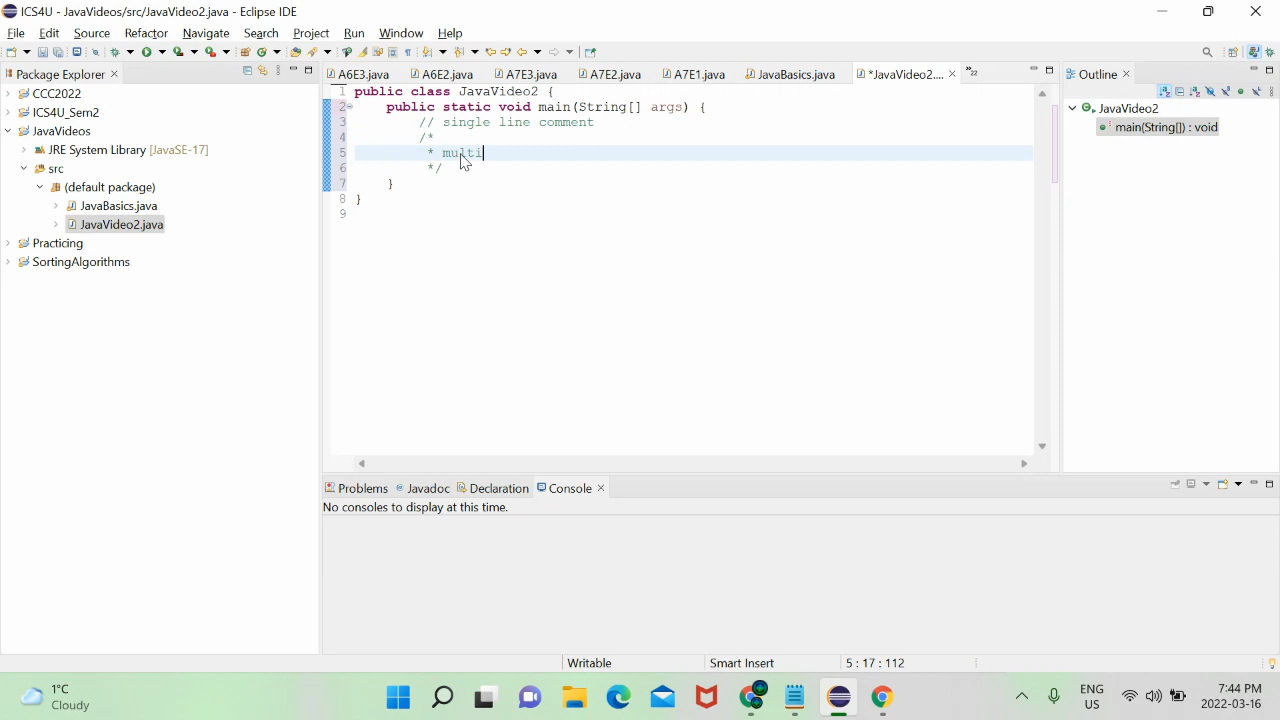 ICS4U - JavaVideos/src/JavaVideo2.java - Eclipse IDE
File Edit Source Refactor Navigate Search Project Run Window Help
Package Explorer
A6E3.java A6E2.java A7E3.java A7E2.java A7E1.java JavaBasics.java *JavaVideo2.... »22
Outline
CCC2022
ICS4U_Sem2
JavaVideos
JRE System Library [JavaSE-17]
src
(default package)
JavaBasics.java
JavaVideo2.java
Practicing
SortingAlgorithms
1 public class JavaVideo2 {
2 public static void main(String[] args) {
3 // single line comment
4 /*
5 * multi
6 */
7 }
8 }
9
JavaVideo2
main(String[]) : void
Problems Javadoc Declaration Console
No consoles to display at this time.
Writable Smart Insert 5 : 17 : 112
1°C
Cloudy
ENG
US
7:44 PM
2022-03-16